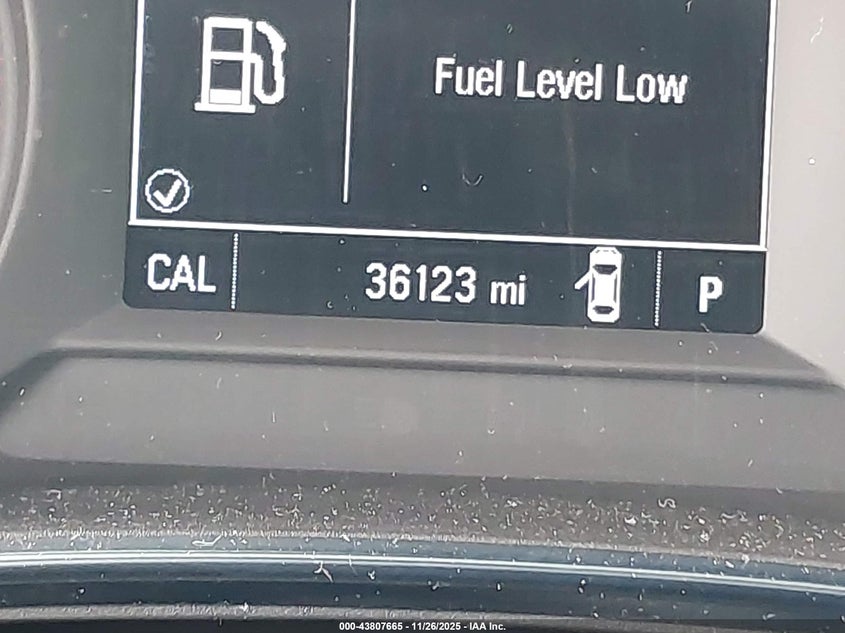 Fuel Level Low
CAL 36123 mi P
000-43807665 - 11/26/2025 - IAA Inc.